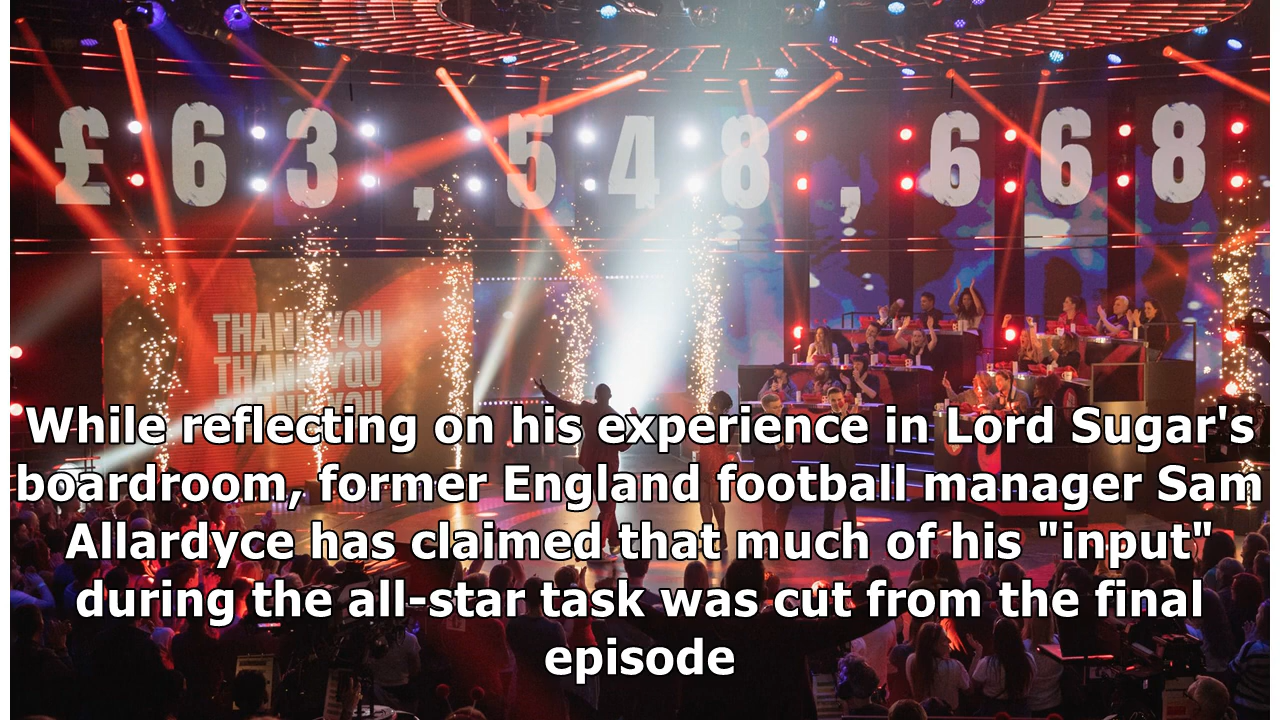 £63,548,668
THANK YOU
THANK YOU
THANK YOU
While reflecting on his experience in Lord Sugar's
boardroom, former England football manager Sam
Allardyce has claimed that much of his "input"
during the all-star task was cut from the final
episode